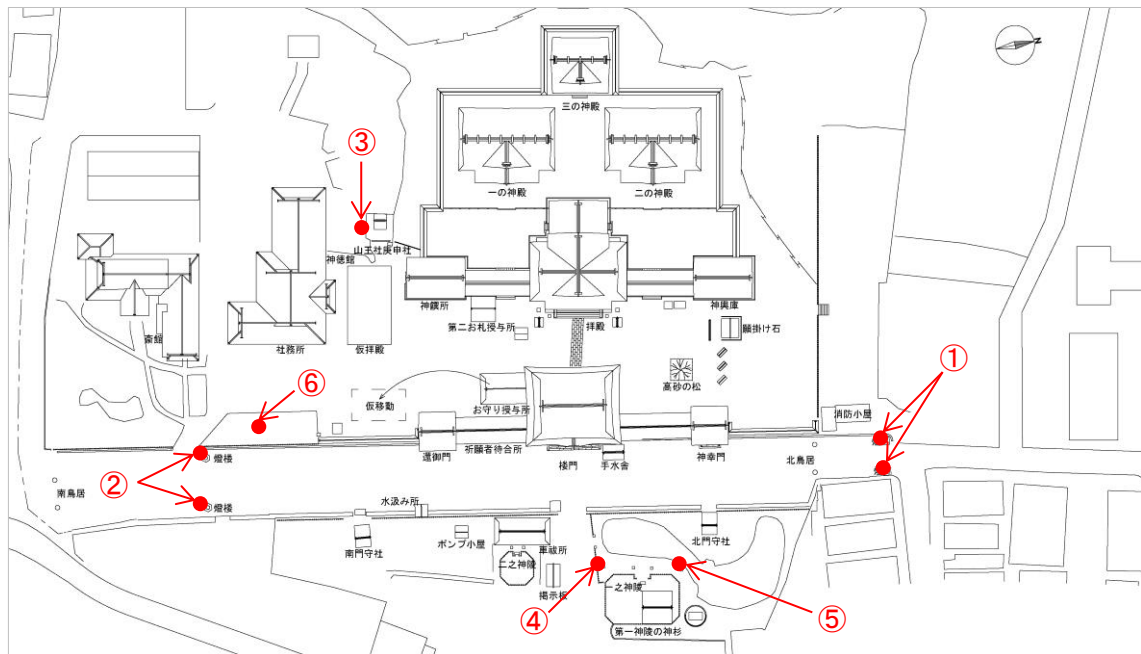 N
三の神殿
③
一の神殿
二の神殿
山王社庚申社
神徳館
神饌所
神輿庫
第二お札授与所
拝殿
願掛け石
斎館
社務所
仮拝殿
①
高砂の松
⑥
お守り授与所
仮移動
消防小屋
還御門
祈願者待合所
楼門
手水舎
神幸門
北鳥居
燈楼
②
南鳥居
燈楼
水汲み所
南門守社
ポンプ小屋
車祓所
北門守社
二之神陵
掲示板
一之神陵
④
⑤
第一神陵の神杉